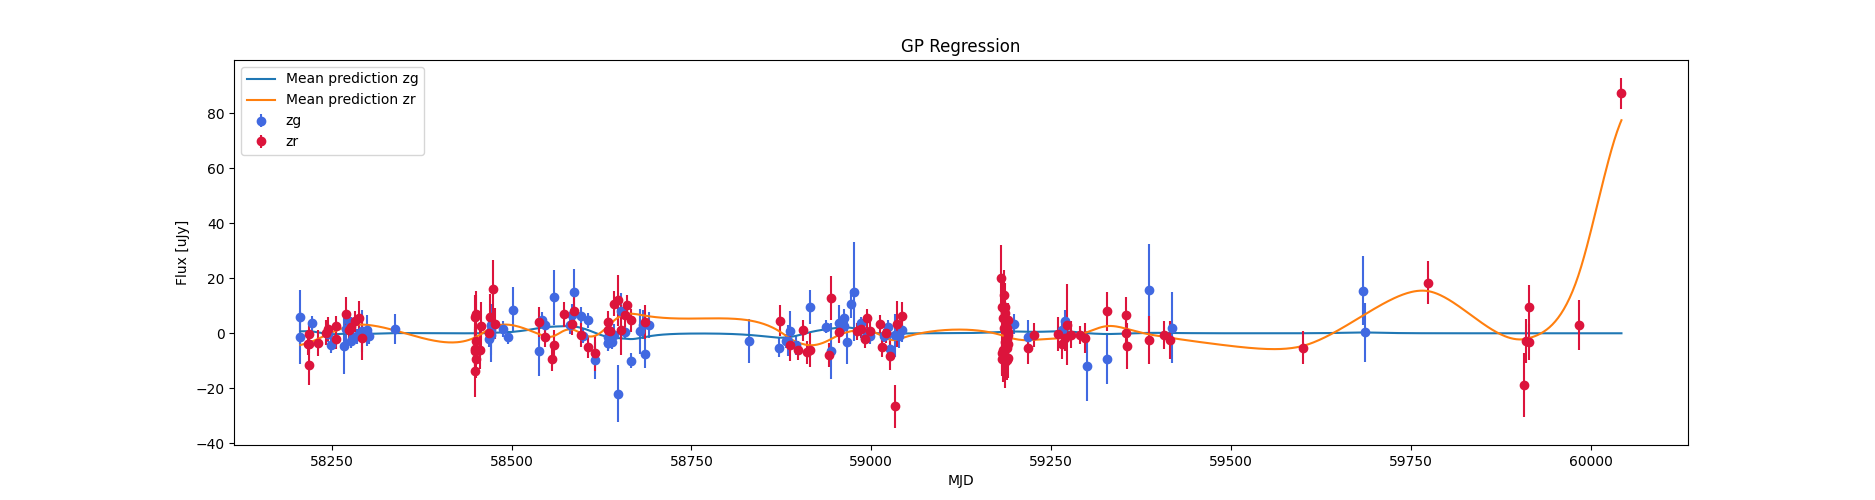 GP Regression
Mean prediction zg
Mean prediction zr
zg
zr
Flux [uJy]
80
60
40
20
0
−20
−40
58250 58500 58750 59000 59250 59500 59750 60000
MJD